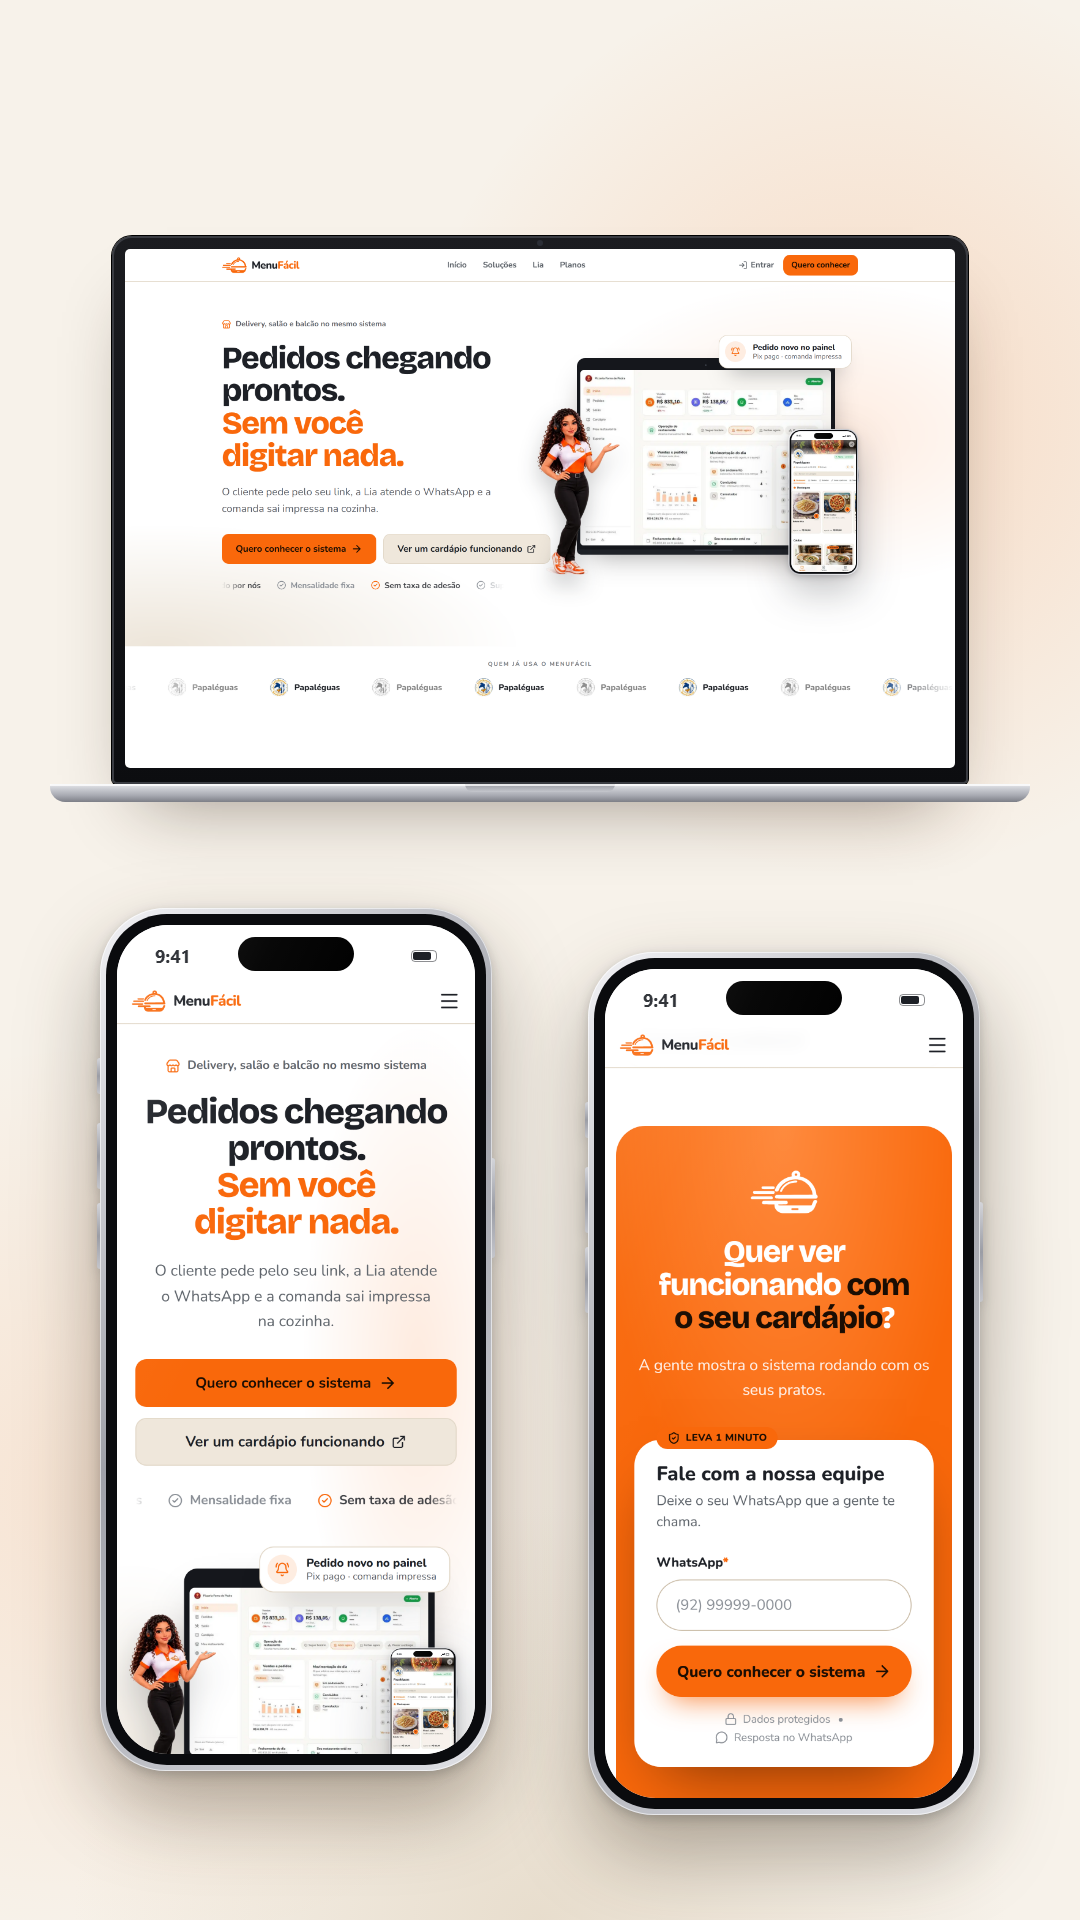 MenuFácil
Início Soluções Lia Planos
Entrar
Quero conhecer
Delivery, salão e balcão no mesmo sistema
Pedidos chegando
prontos.
Sem você
digitar nada.
O cliente pede pelo seu link, a Lia atende o WhatsApp e a
comanda sai impressa na cozinha.
Quero conhecer o sistema
Ver um cardápio funcionando
por nós Mensalidade fixa Sem taxa de adesão
Pedido novo no painel
Pix pago · comanda impressa
QUEM JÁ USA O MENUFÁCIL
Papaléguas Papaléguas Papaléguas Papaléguas Papaléguas Papaléguas Papaléguas Papaléguas
9:41
MenuFácil
Delivery, salão e balcão no mesmo sistema
Pedidos chegando
prontos.
Sem você
digitar nada.
O cliente pede pelo seu link, a Lia atende
o WhatsApp e a comanda sai impressa
na cozinha.
Quero conhecer o sistema
Ver um cardápio funcionando
Mensalidade fixa Sem taxa de adesão
Pedido novo no painel
Pix pago · comanda impressa
9:41
MenuFácil
Quer ver
funcionando com
o seu cardápio?
A gente mostra o sistema rodando com os
seus pratos.
LEVA 1 MINUTO
Fale com a nossa equipe
Deixe o seu WhatsApp que a gente te
chama.
WhatsApp*
(92) 99999-0000
Quero conhecer o sistema
Dados protegidos •
Resposta no WhatsApp